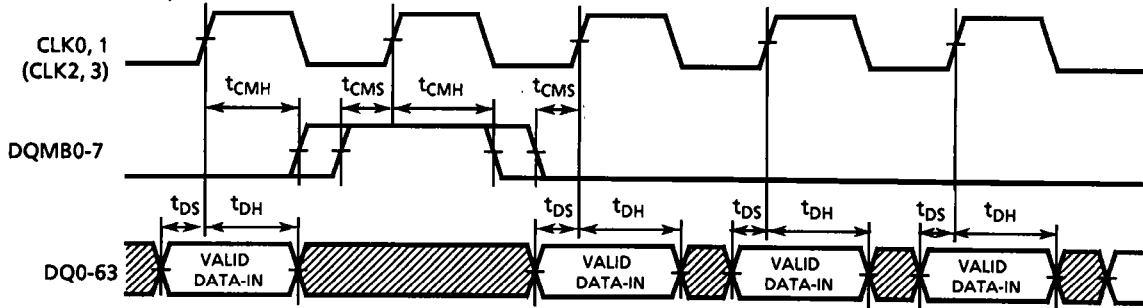 CLK0, 1
(CLK2, 3)
tCMH
tCMS
tCMH
tCMS
DQMB0-7
tDS
tDH
tDS
tDH
tDS
tDH
tDS
tDH
DQ0-63
VALID
DATA-IN
VALID
DATA-IN
VALID
DATA-IN
VALID
DATA-IN